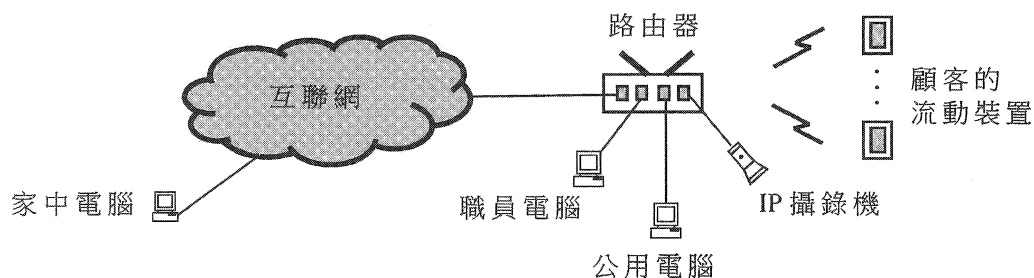 路由器
互聯網
顧客的
流動裝置
家中電腦
職員電腦
IP攝錄機
公用電腦